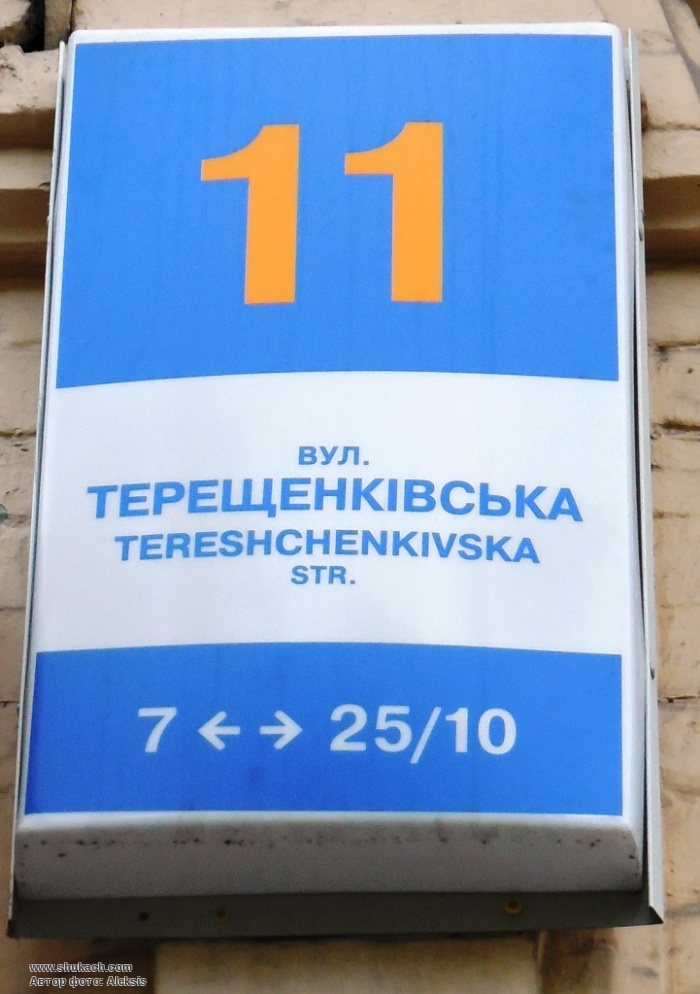 11
ВУЛ.
ТЕРЕЩЕНКІВСЬКА
TERESHCHENKIVSKA
STR.
7 ←→ 25/10
www.shukach.com
Автор фото: Aleksis